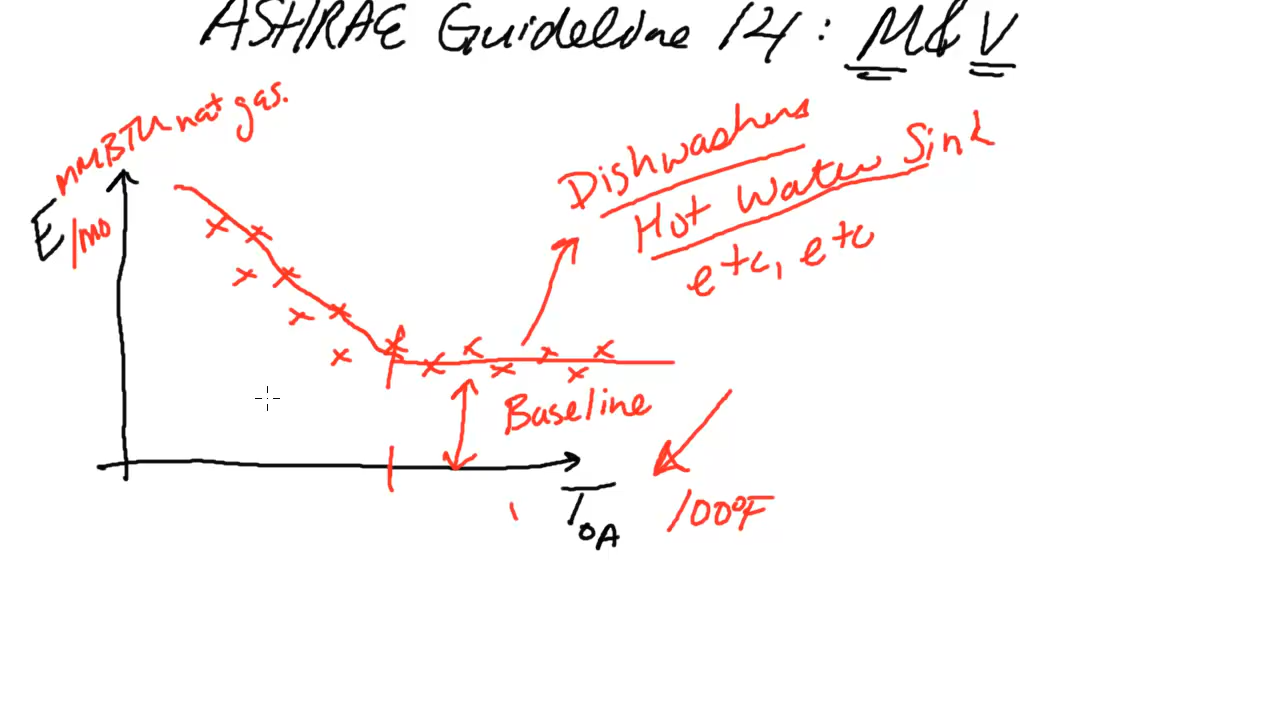 ASHRAE Guideline 14 : M&V
MMBTU nat gas.
E/mo
Dishwashers
Hot Water Sink
etc, etc
Baseline
TOA
100°F